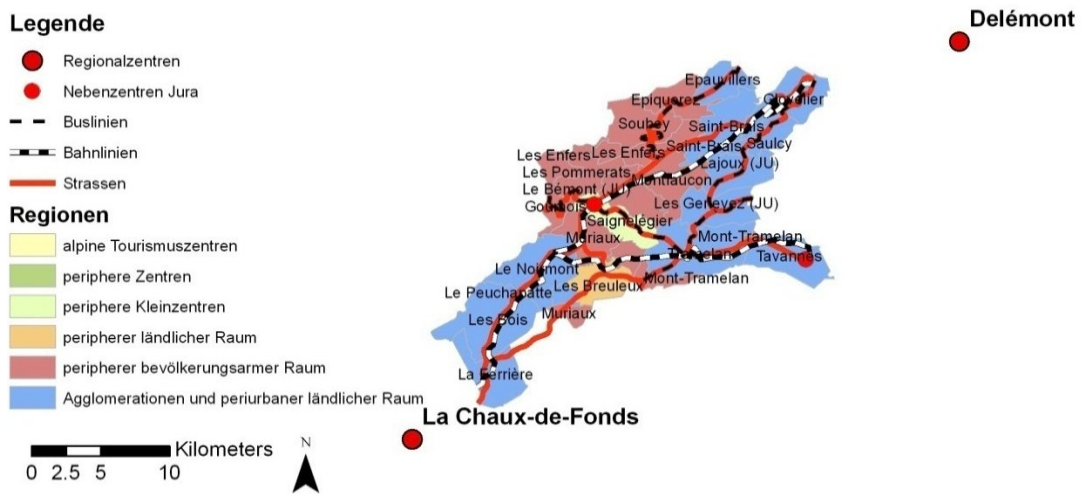 Legende
Regionalzentren
Nebenzentren Jura
Buslinien
Bahnlinien
Strassen
Regionen
alpine Tourismuszentren
periphere Zentren
periphere Kleinzentren
peripherer ländlicher Raum
peripherer bevölkerungsarmer Raum
Agglomerationen und periurbaner ländlicher Raum
Kilometers
0 2.5 5 10
N
Delémont
Epauvillers
Epiquerez
Glovelier
Soubey
Saint-Brais
Les Enfers
Les Enfers
Saint-Brais
Saulcy
Lajoux (JU)
Les Pommerats
Montfaucon
Le Bémont (JU)
Goumois
Les Genevez (JU)
Saignelégier
Muriaux
Mont-Tramelan
Tramelan
Tavannes
Le Noirmont
Mont-Tramelan
Les Breuleux
Le Peuchapatte
Muriaux
Les Bois
La Ferrière
La Chaux-de-Fonds